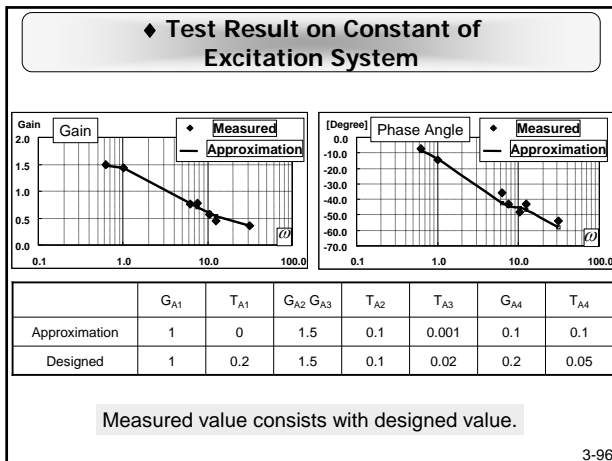 ♦ Test Result on Constant of
Excitation System
Gain
Gain
Measured
Approximation
2.0
1.5
1.0
0.5
0.0
ω
0.1 1.0 10.0 100.0
[Degree]
Phase Angle
Measured
Approximation
0.0
-10.0
-20.0
-30.0
-40.0
-50.0
-60.0
-70.0
ω
0.1 1.0 10.0 100.0
GA1 TA1 GA2 GA3 TA2 TA3 GA4 TA4
Approximation 1 0 1.5 0.1 0.001 0.1 0.1
Designed 1 0.2 1.5 0.1 0.02 0.2 0.05
Measured value consists with designed value.
3-96